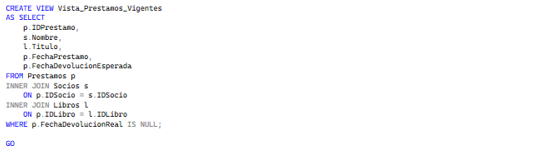 CREATE VIEW Vista_Prestamos_Vigentes
AS SELECT
    p.IDPrestamo,
    s.Nombre,
    l.Titulo,
    p.FechaPrestamo,
    p.FechaDevolucionEsperada
FROM Prestamos p
INNER JOIN Socios s
    ON p.IDSocio = s.IDSocio
INNER JOIN Libros l
    ON p.IDLibro = l.IDLibro
WHERE p.FechaDevolucionReal IS NULL;
GO